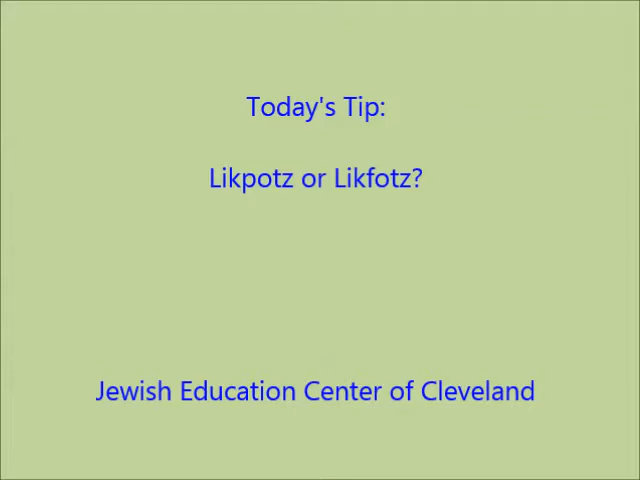 Today's Tip:
Likpotz or Likfotz?
Jewish Education Center of Cleveland